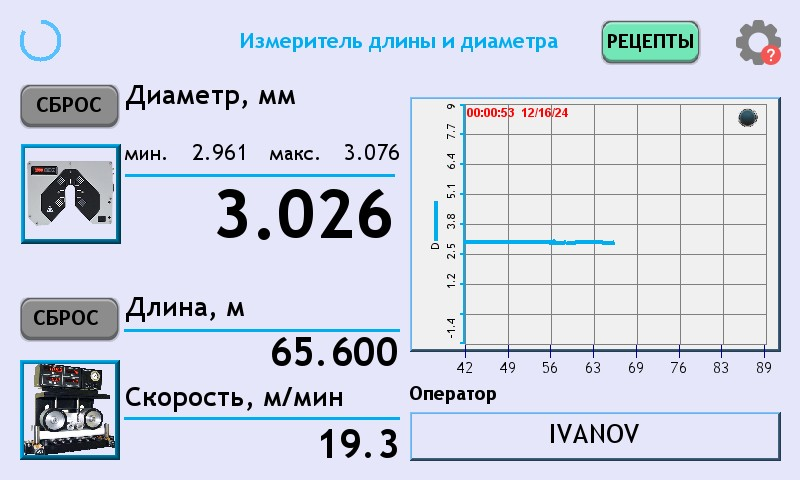 Измеритель длины и диаметра
РЕЦЕПТЫ
?
СБРОС
Диаметр, мм
мин. 2.961 макс. 3.076
3.026
СБРОС
Длина, м
65.600
Скорость, м/мин
19.3
00:00:53 12/16/24
9
7.7
6.4
5.1
3.8
2.5
1.2
-1.4
D
42 49 56 63 69 76 83 89
Оператор
IVANOV